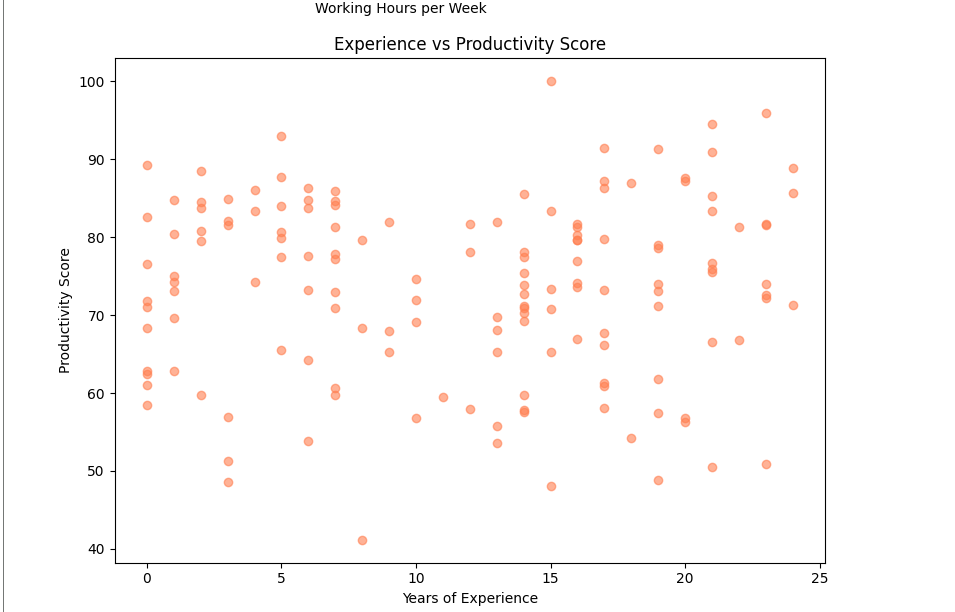 Working Hours per Week
Experience vs Productivity Score
100
90
80
70
60
50
40
Productivity Score
0 5 10 15 20 25
Years of Experience